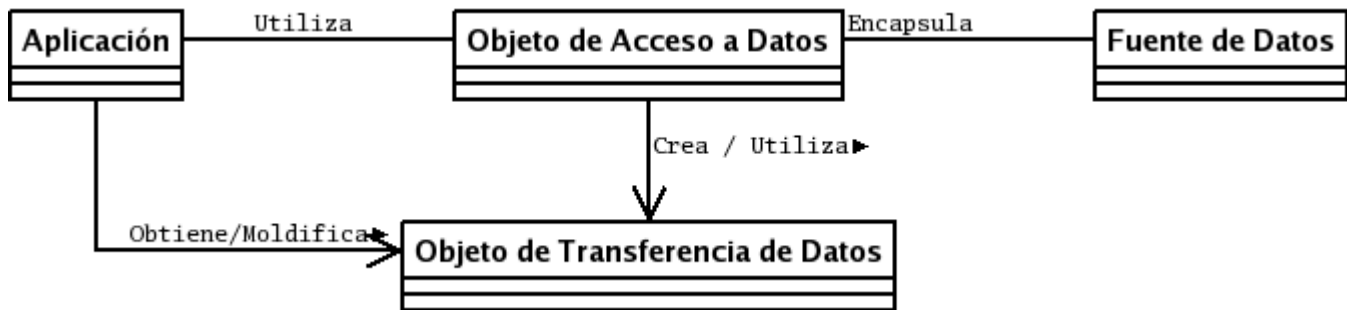 Aplicación
Utiliza
Objeto de Acceso a Datos
Encapsula
Fuente de Datos
Crea / Utiliza
Obtiene/Moldifica
Objeto de Transferencia de Datos